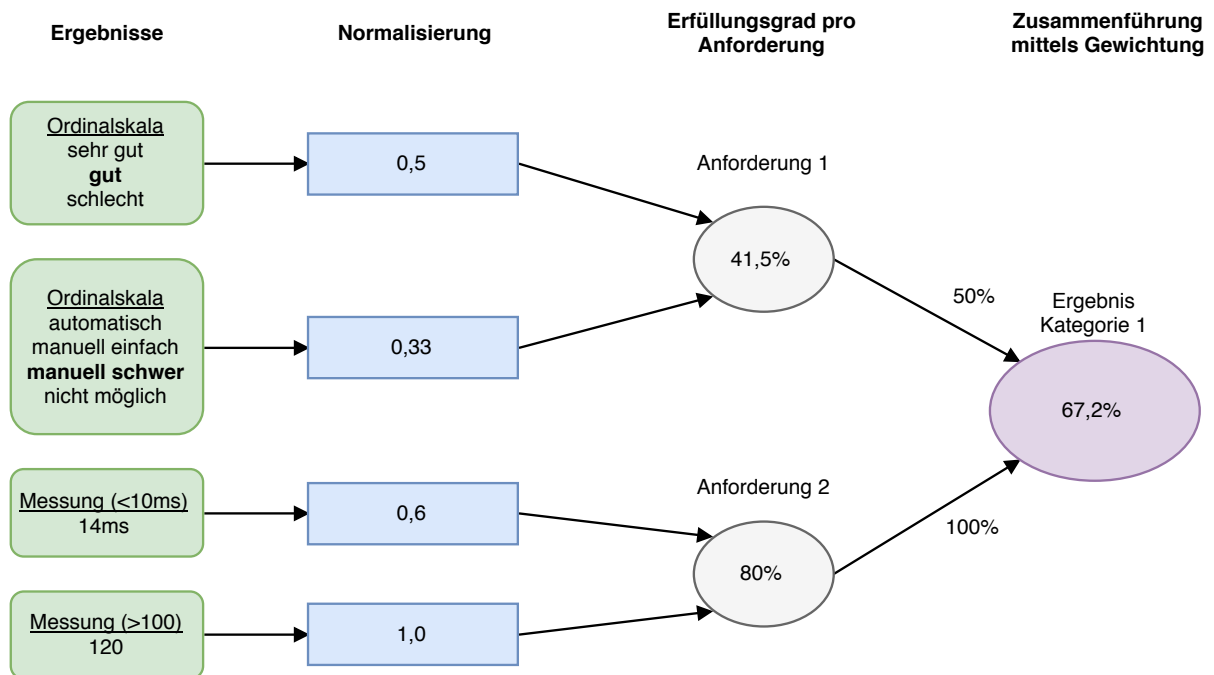 Ergebnisse
Normalisierung
Erfüllungsgrad pro
Anforderung
Zusammenführung
mittels Gewichtung
Ordinalskala
sehr gut
gut
schlecht
0,5
Anforderung 1
41,5%
Ordinalskala
automatisch
manuell einfach
manuell schwer
nicht möglich
0,33
50%
Ergebnis
Kategorie 1
67,2%
Messung (<10ms)
14ms
0,6
Anforderung 2
80%
100%
Messung (>100)
120
1,0